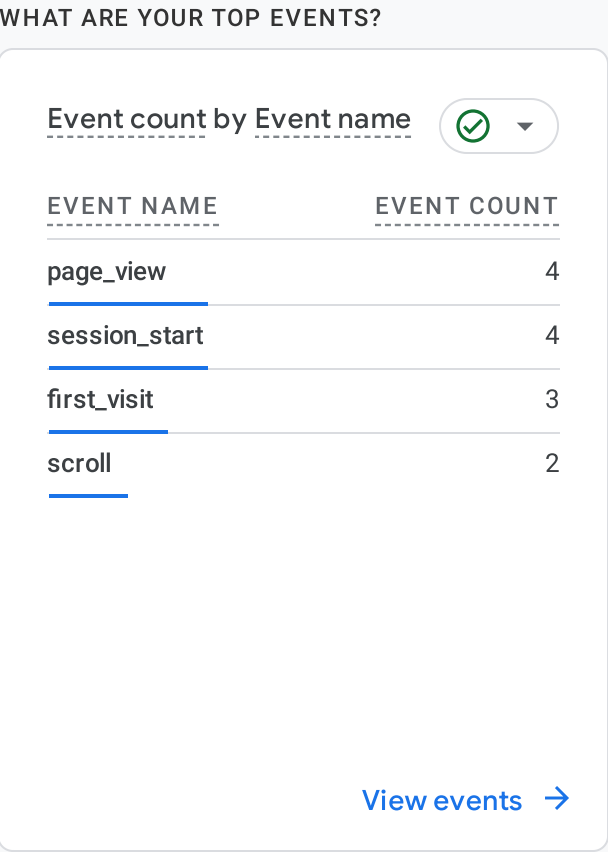 WHAT ARE YOUR TOP EVENTS?
Event count by Event name
EVENT NAME EVENT COUNT
page_view 4
session_start 4
first_visit 3
scroll 2
View events